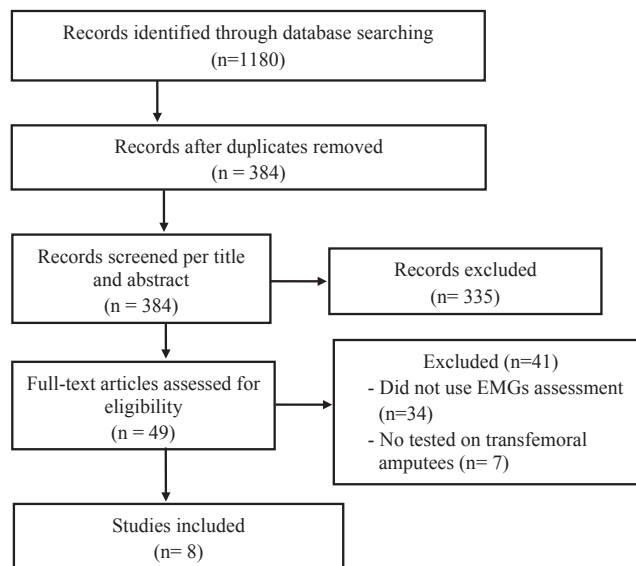 Records identified through database searching
(n=1180)
Records after duplicates removed
(n = 384)
Records screened per title
and abstract
(n = 384)
Records excluded
(n= 335)
Full-text articles assessed for
eligibility
(n = 49)
Excluded (n=41)
- Did not use EMGs assessment
(n=34)
- No tested on transfemoral
amputees (n= 7)
Studies included
(n= 8)